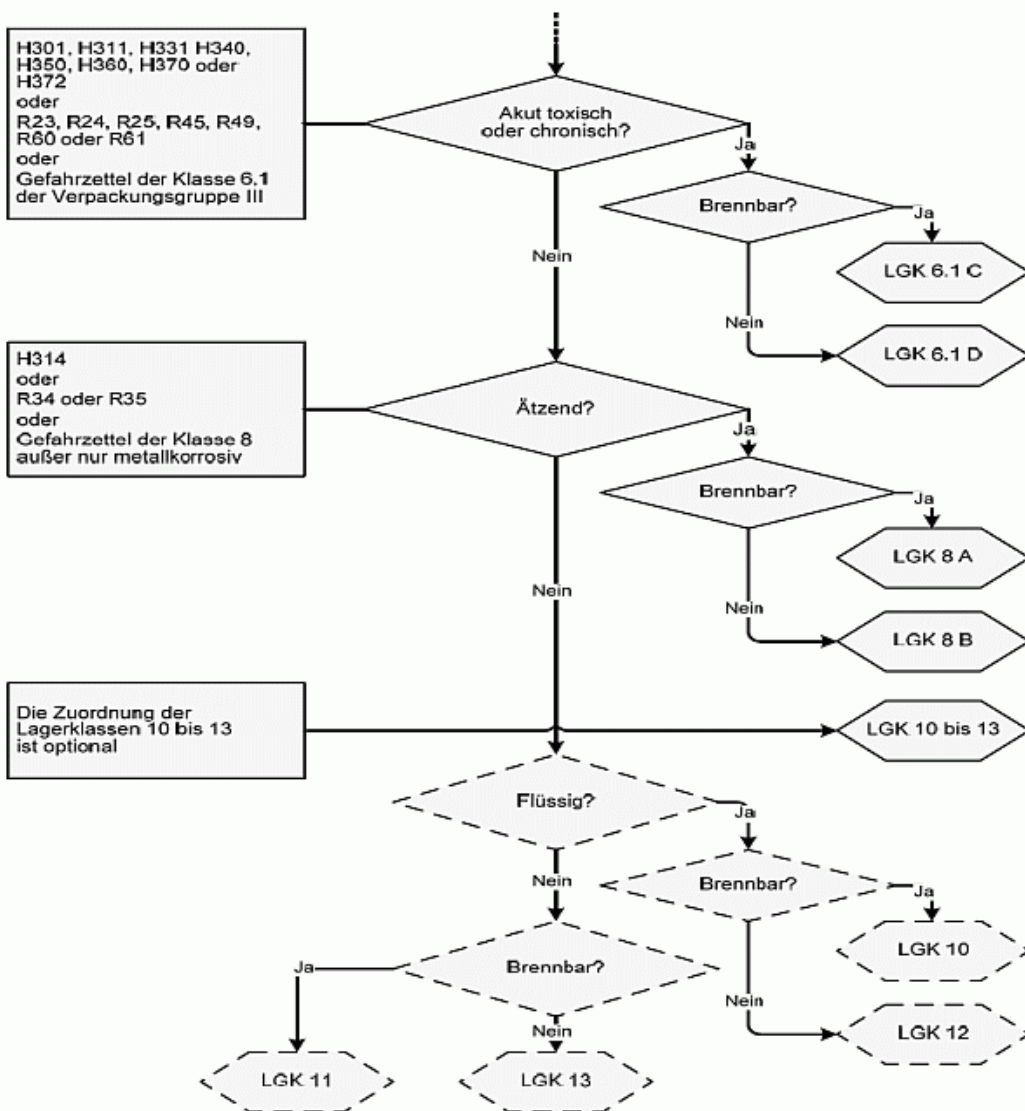 H301, H311, H331 H340,
H350, H360, H370 oder
H372
oder
R23, R24, R25, R45, R49,
R60 oder R61
oder
Gefahrzettel der Klasse 6.1
der Verpackungsgruppe III
Akut toxisch
oder chronisch?
Ja
Brennbar?
Ja
LGK 6.1 C
Nein
Nein
LGK 6.1 D
H314
oder
R34 oder R35
oder
Gefahrzettel der Klasse 8
außer nur metallkorrosiv
Ätzend?
Ja
Brennbar?
Ja
LGK 8 A
Nein
Nein
LGK 8 B
Die Zuordnung der
Lagerklassen 10 bis 13
ist optional
LGK 10 bis 13
Flüssig?
Ja
Nein
Brennbar?
Ja
LGK 10
Ja
Brennbar?
Nein
LGK 12
Nein
LGK 11
LGK 13